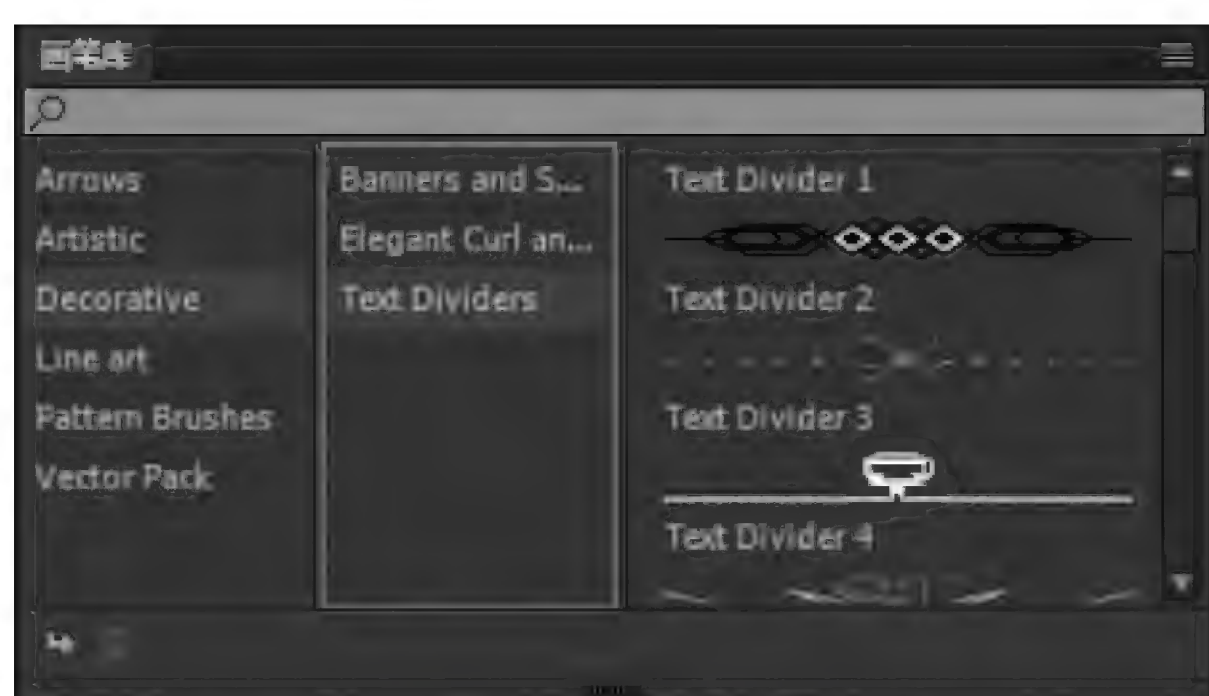 画笔库
Arrows
Artistic
Decorative
Line art
Pattern Brushes
Vector Pack
Banners and S...
Elegant Curl an...
Text Dividers
Text Divider 1
Text Divider 2
Text Divider 3
Text Divider 4